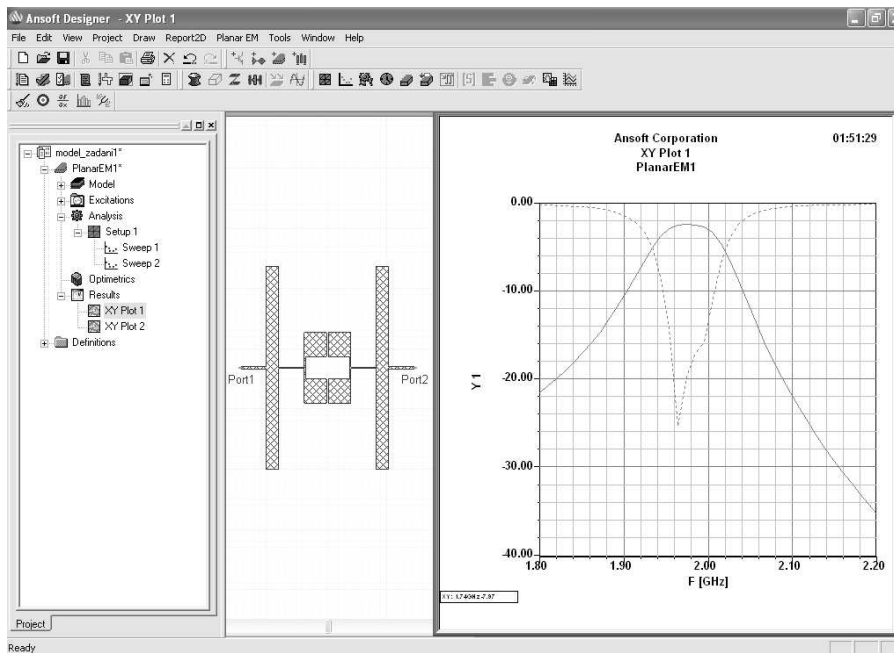 Ansoft Designer - XY Plot 1
File Edit View Project Draw Report2D Planar EM Tools Window Help
model_zadani1*
PlanarEM1*
Model
Excitations
Analysis
Setup 1
Sweep 1
Sweep 2
Optimetrics
Results
XY Plot 1
XY Plot 2
Definitions
Project
Ready
Port1
Port2
Ansoft Corporation
01:51:29
XY Plot 1
PlanarEM1
0.00
-10.00
-20.00
-30.00
-40.00
Y 1
1.80
1.90
2.00
2.10
2.20
F [GHz]